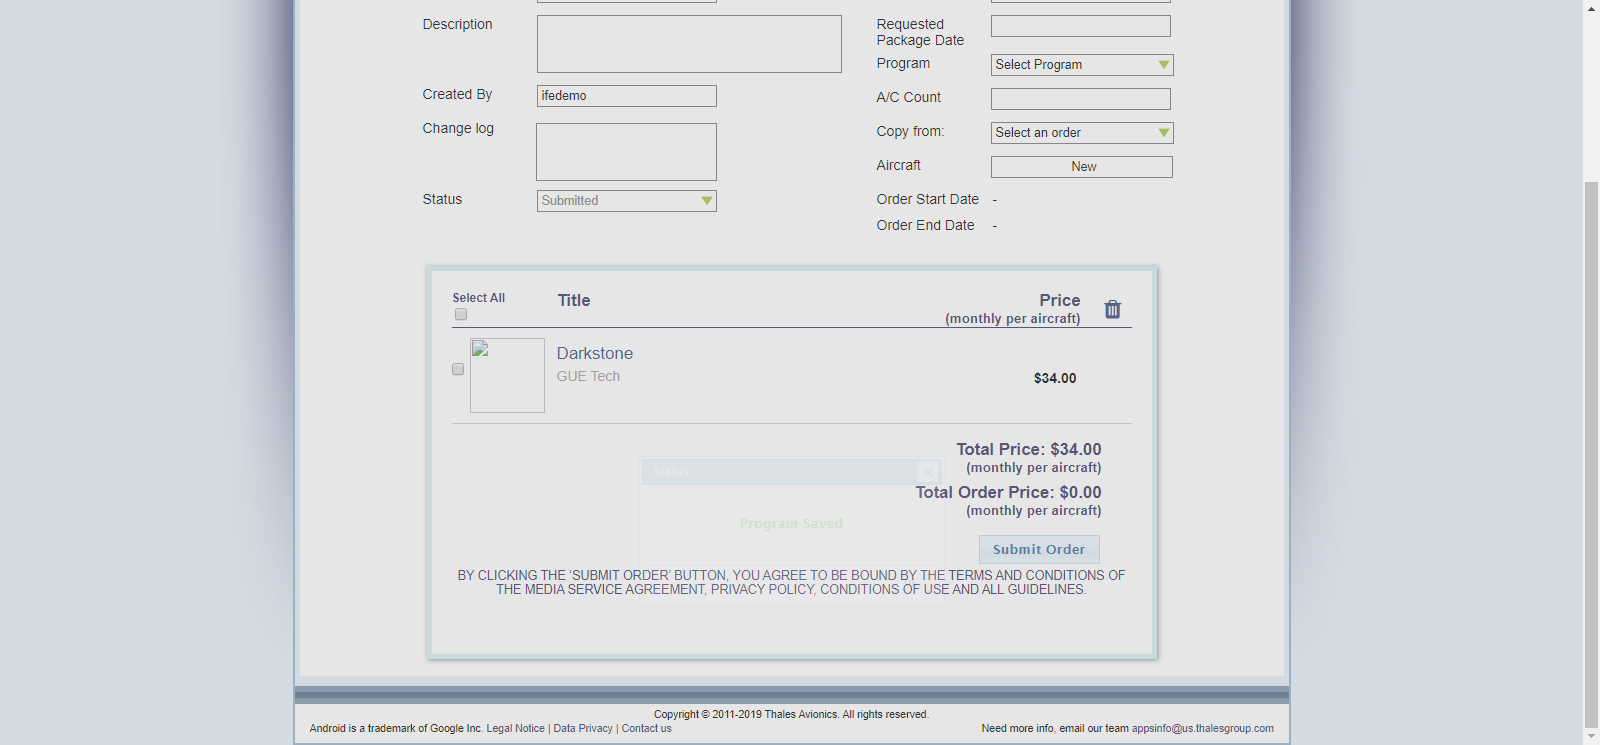 Description
Requested
Package Date
Program
Select Program
Created By
ifedemo
A/C Count
Change log
Copy from:
Select an order
Aircraft
New
Status
Submitted
Order Start Date -
Order End Date -
Select All
Title
Price
(monthly per aircraft)
Darkstone
GUE Tech
$34.00
Total Price: $34.00
(monthly per aircraft)
Status
Total Order Price: $0.00
(monthly per aircraft)
Program Saved
Submit Order
BY CLICKING THE ‘SUBMIT ORDER’ BUTTON, YOU AGREE TO BE BOUND BY THE TERMS AND CONDITIONS OF
THE MEDIA SERVICE AGREEMENT, PRIVACY POLICY, CONDITIONS OF USE AND ALL GUIDELINES.
Copyright © 2011-2019 Thales Avionics. All rights reserved.
Android is a trademark of Google Inc. Legal Notice | Data Privacy | Contact us
Need more info, email our team appsinfo@us.thalesgroup.com